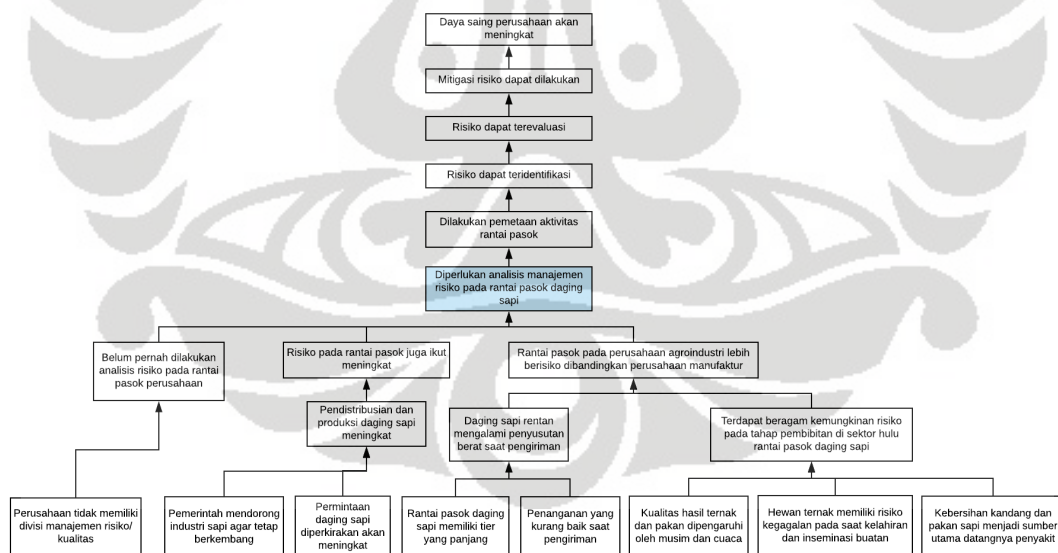 Daya saing perusahaan akan
meningkat
Mitigasi risiko dapat dilakukan
Risiko dapat terevaluasi
Risiko dapat teridentifikasi
Dilakukan pemetaan aktivitas
rantai pasok
Diperlukan analisis manajemen
risiko pada rantai pasok daging
sapi
Belum pernah dilakukan
analisis risiko pada rantai
pasok perusahaan
Risiko pada rantai pasok juga ikut
meningkat
Rantai pasok pada perusahaan agroindustri lebih
berisiko dibandingkan perusahaan manufaktur
Pendistribusian dan
produksi daging sapi
meningkat
Daging sapi rentan
mengalami penyusutan
berat saat pengiriman
Terdapat beragam kemungkinan risiko
pada tahap pembibitan di sektor hulu
rantai pasok daging sapi
Perusahaan tidak memiliki
divisi manajemen risiko/
kualitas
Pemerintah mendorong
industri sapi agar tetap
berkembang
Permintaan
daging sapi
diperkirakan akan
meningkat
Rantai pasok daging
sapi memiliki tier
yang panjang
Penanganan yang
kurang baik saat
pengiriman
Kualitas hasil ternak
dan pakan dipengaruhi
oleh musim dan cuaca
Hewan ternak memiliki risiko
kegagalan pada saat kelahiran
dan inseminasi buatan
Kebersihan kandang dan
pakan sapi menjadi sumber
utama datangnya penyakit